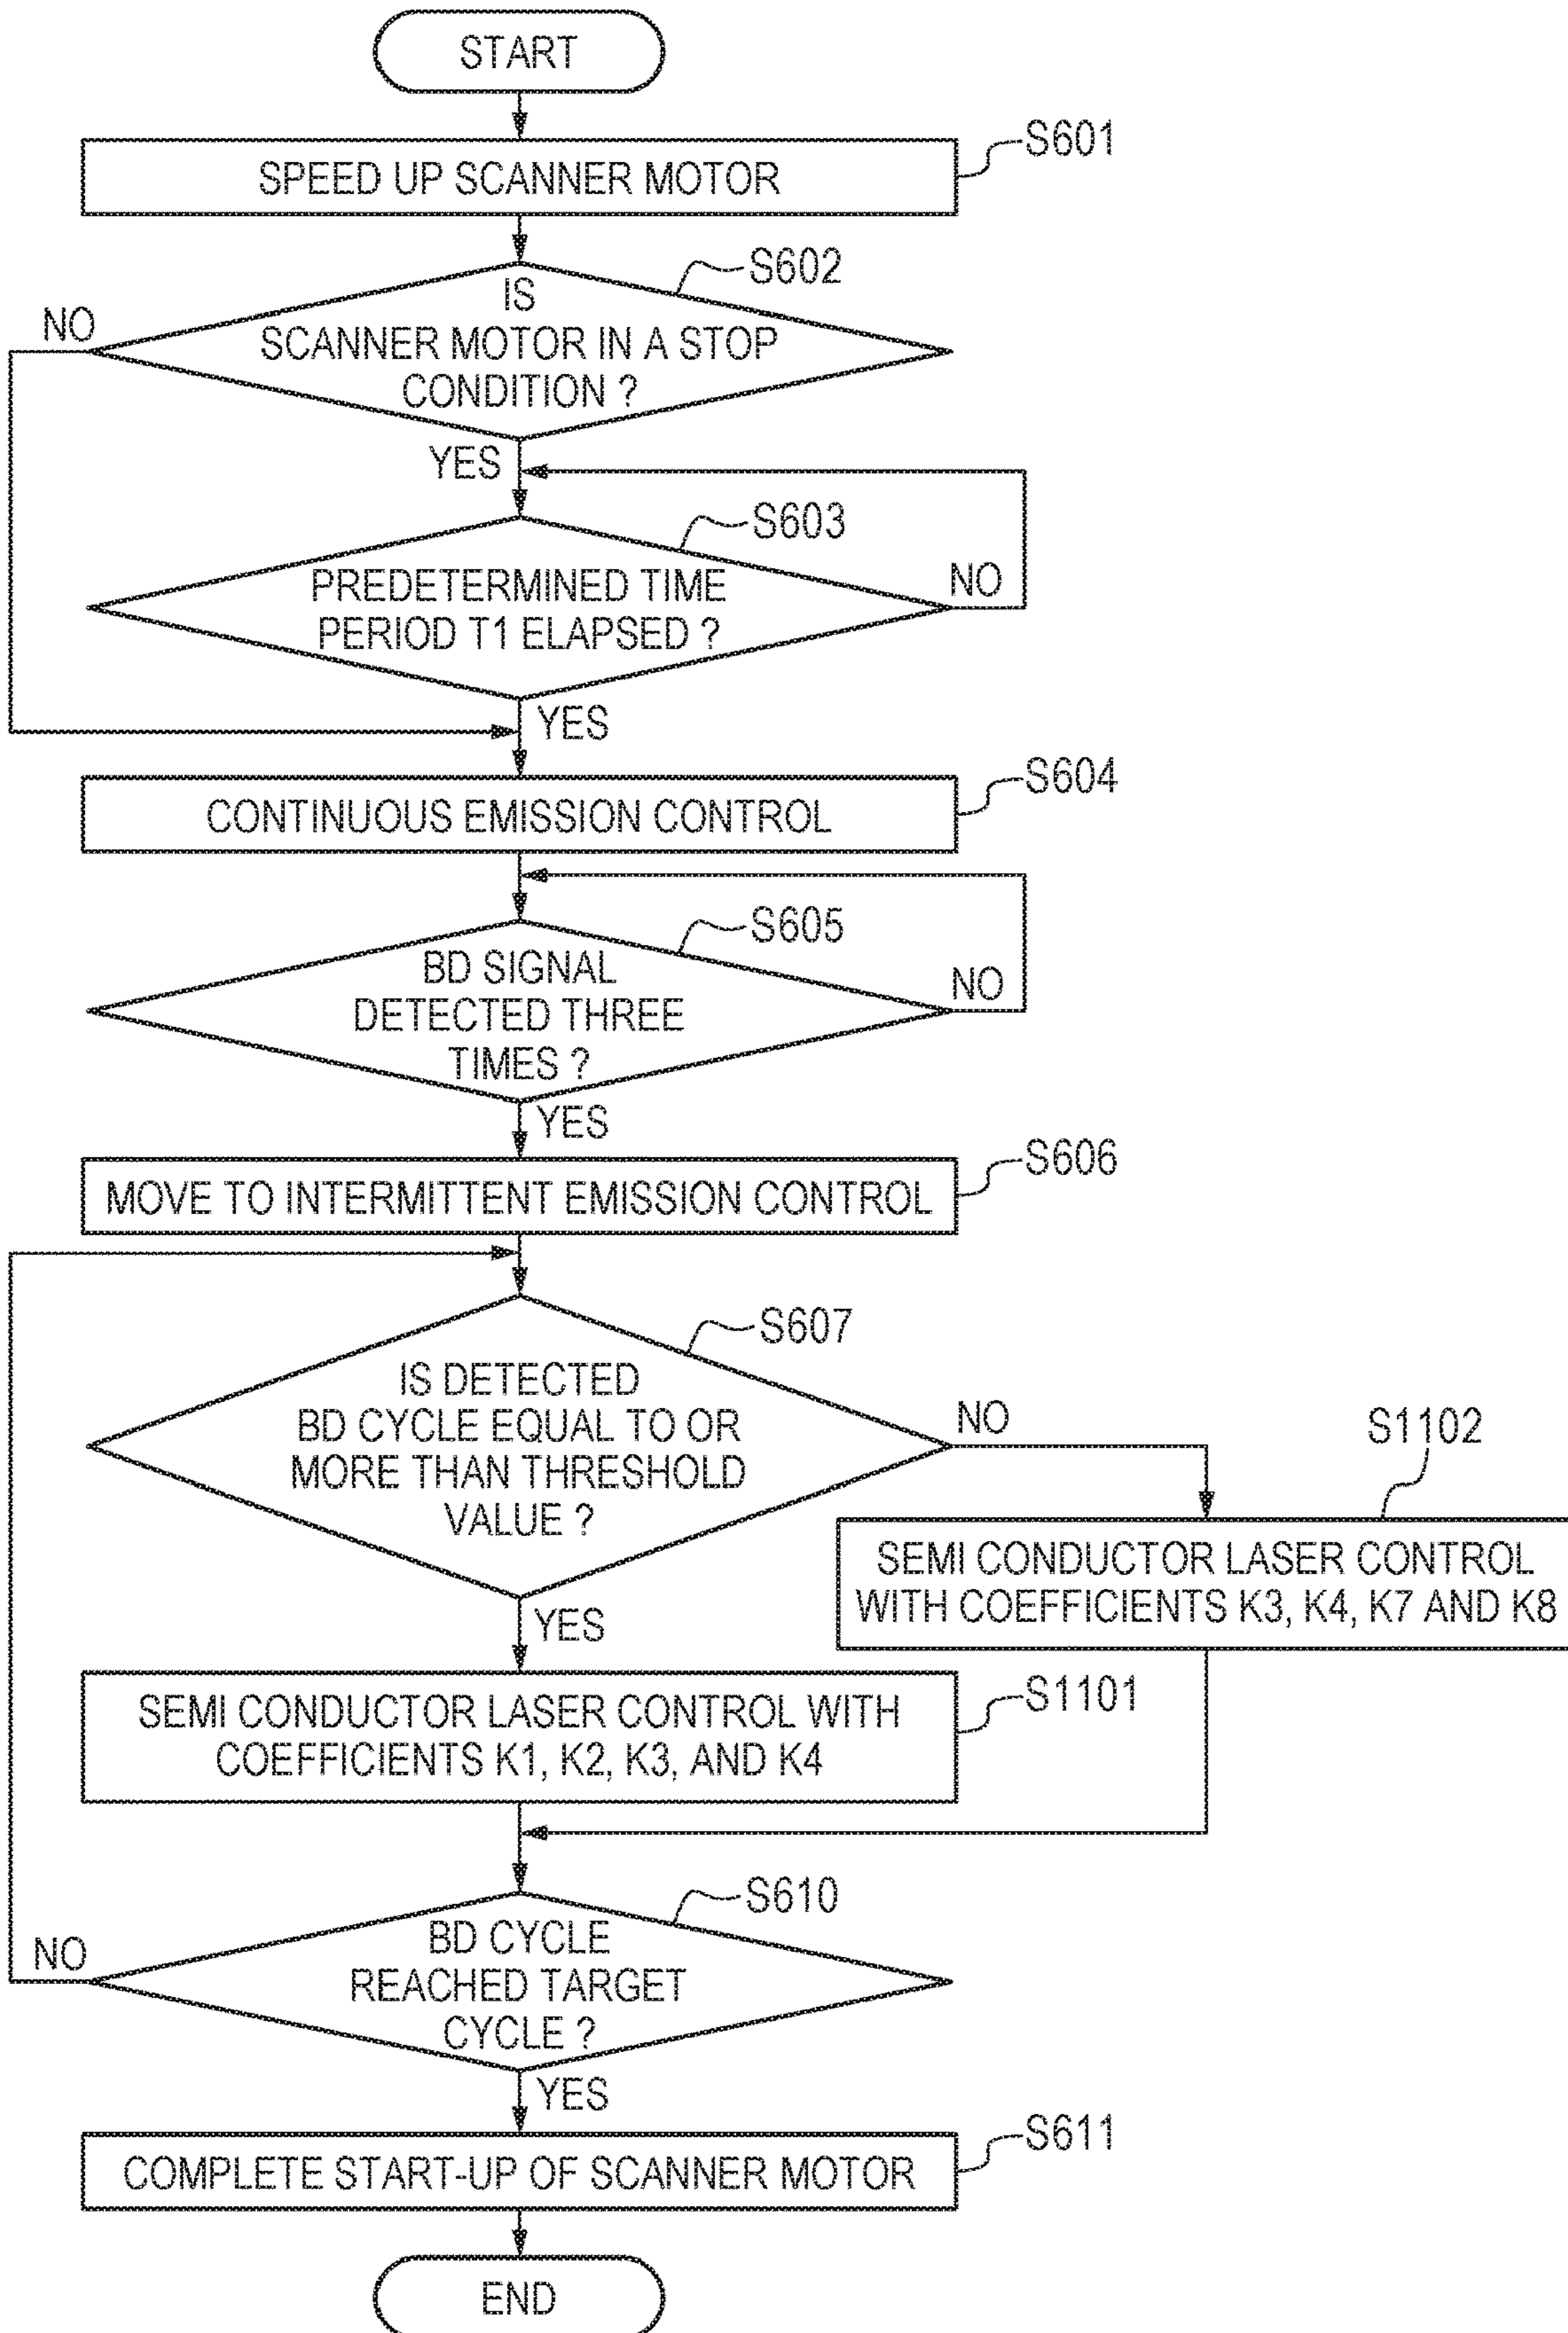 START
S601
SPEED UP SCANNER MOTOR
S602
IS
SCANNER MOTOR IN A STOP
CONDITION ?
NO
YES
S603
PREDETERMINED TIME
PERIOD T1 ELAPSED ?
NO
YES
S604
CONTINUOUS EMISSION CONTROL
S605
BD SIGNAL
DETECTED THREE
TIMES ?
NO
YES
S606
MOVE TO INTERMITTENT EMISSION CONTROL
S607
IS DETECTED
BD CYCLE EQUAL TO OR
MORE THAN THRESHOLD
VALUE ?
NO
S1102
SEMI CONDUCTOR LASER CONTROL
WITH COEFFICIENTS K3, K4, K7 AND K8
YES
S1101
SEMI CONDUCTOR LASER CONTROL WITH
COEFFICIENTS K1, K2, K3, AND K4
S610
BD CYCLE
REACHED TARGET
CYCLE ?
NO
YES
S611
COMPLETE START-UP OF SCANNER MOTOR
END